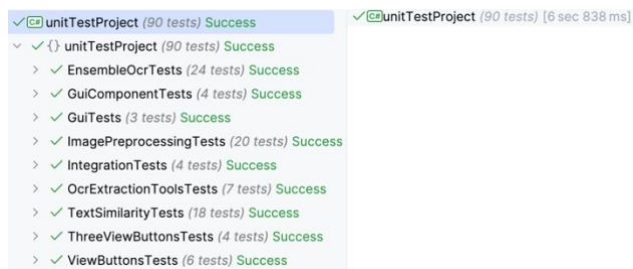 C# unitTestProject (90 tests) Success
{} unitTestProject (90 tests) Success
EnsembleOcrTests (24 tests) Success
GuiComponentTests (4 tests) Success
GuiTests (3 tests) Success
ImagePreprocessingTests (20 tests) Success
IntegrationTests (4 tests) Success
OcrExtractionToolsTests (7 tests) Success
TextSimilarityTests (18 tests) Success
ThreeViewButtonsTests (4 tests) Success
ViewButtonsTests (6 tests) Success
C# unitTestProject (90 tests) [6 sec 838 ms]